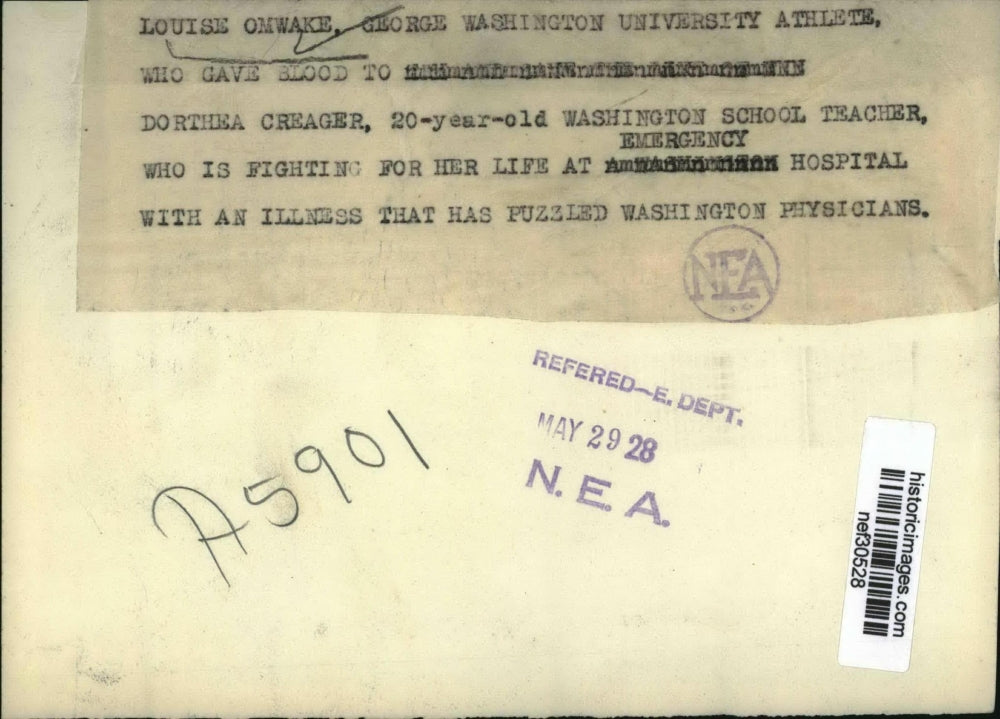 LOUISE OMWAKE, GEORGE WASHINGTON UNIVERSITY ATHLETE,
WHO GAVE BLOOD TO
DORTHEA CREAGER, 20-year-old WASHINGTON SCHOOL TEACHER,
EMERGENCY
WHO IS FIGHTING FOR HER LIFE AT HOSPITAL
WITH AN ILLNESS THAT HAS PUZZLED WASHINGTON PHYSICIANS.
NEA
REFERED-E. DEPT.
MAY 29 28
N. E. A.
A5901
historicimages.com
nef30528